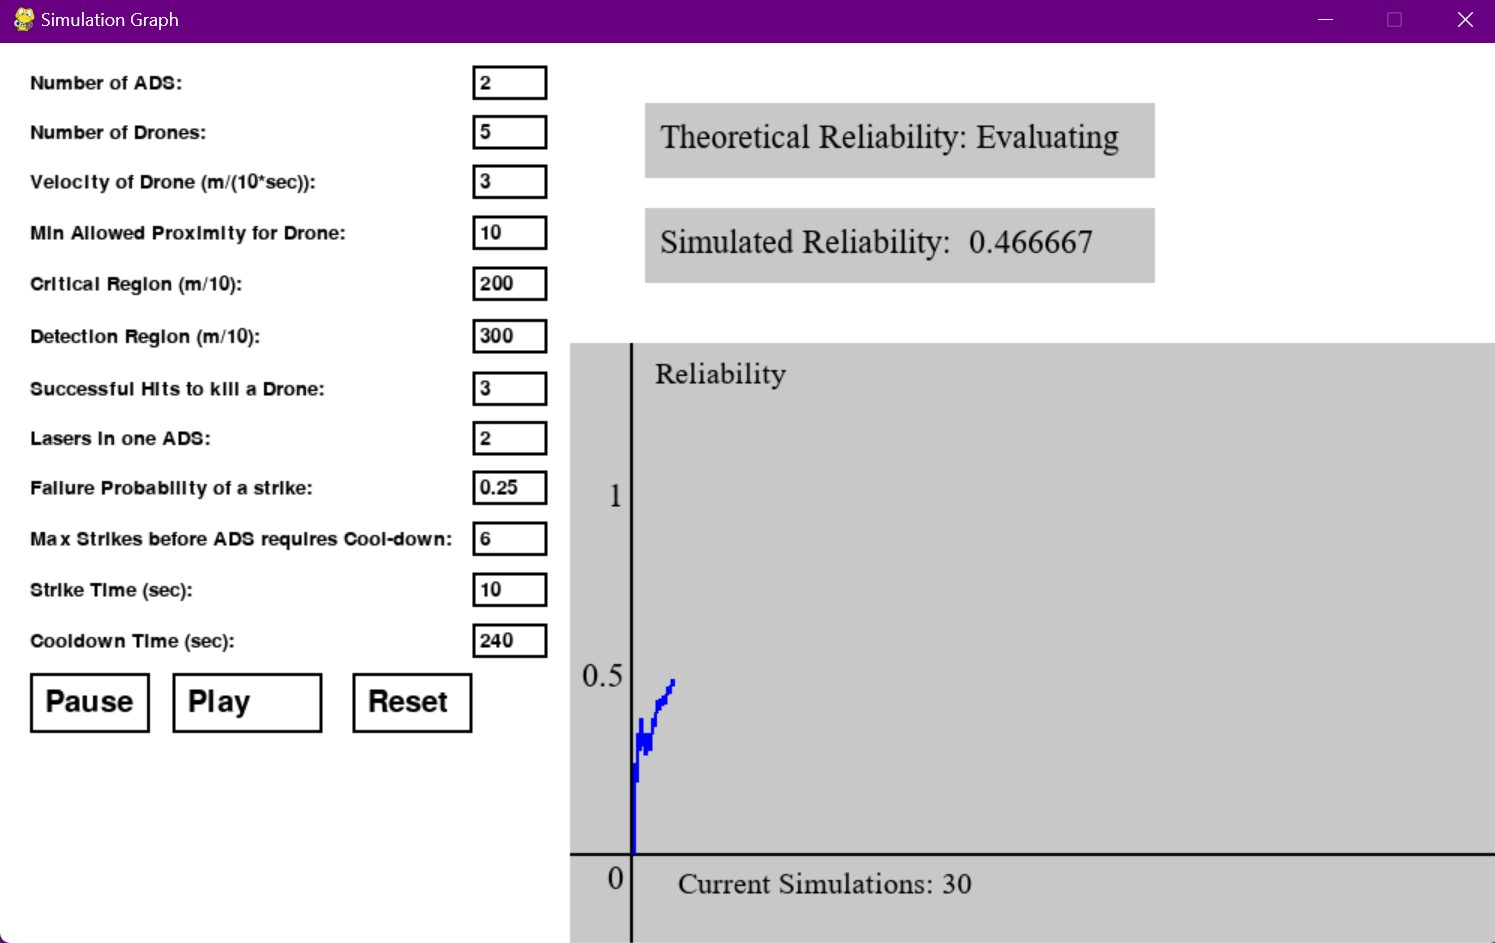 Simulation Graph
Number of ADS: 2
Number of Drones: 5
Velocity of Drone (m/(10*sec)): 3
Min Allowed Proximity for Drone: 10
Critical Region (m/10): 200
Detection Region (m/10): 300
Successful Hits to kill a Drone: 3
Lasers in one ADS: 2
Failure Probability of a strike: 0.25
Max Strikes before ADS requires Cool-down: 6
Strike Time (sec): 10
Cooldown Time (sec): 240
Pause Play Reset
Theoretical Reliability: Evaluating
Simulated Reliability: 0.466667
Reliability
1
0.5
0
Current Simulations: 30